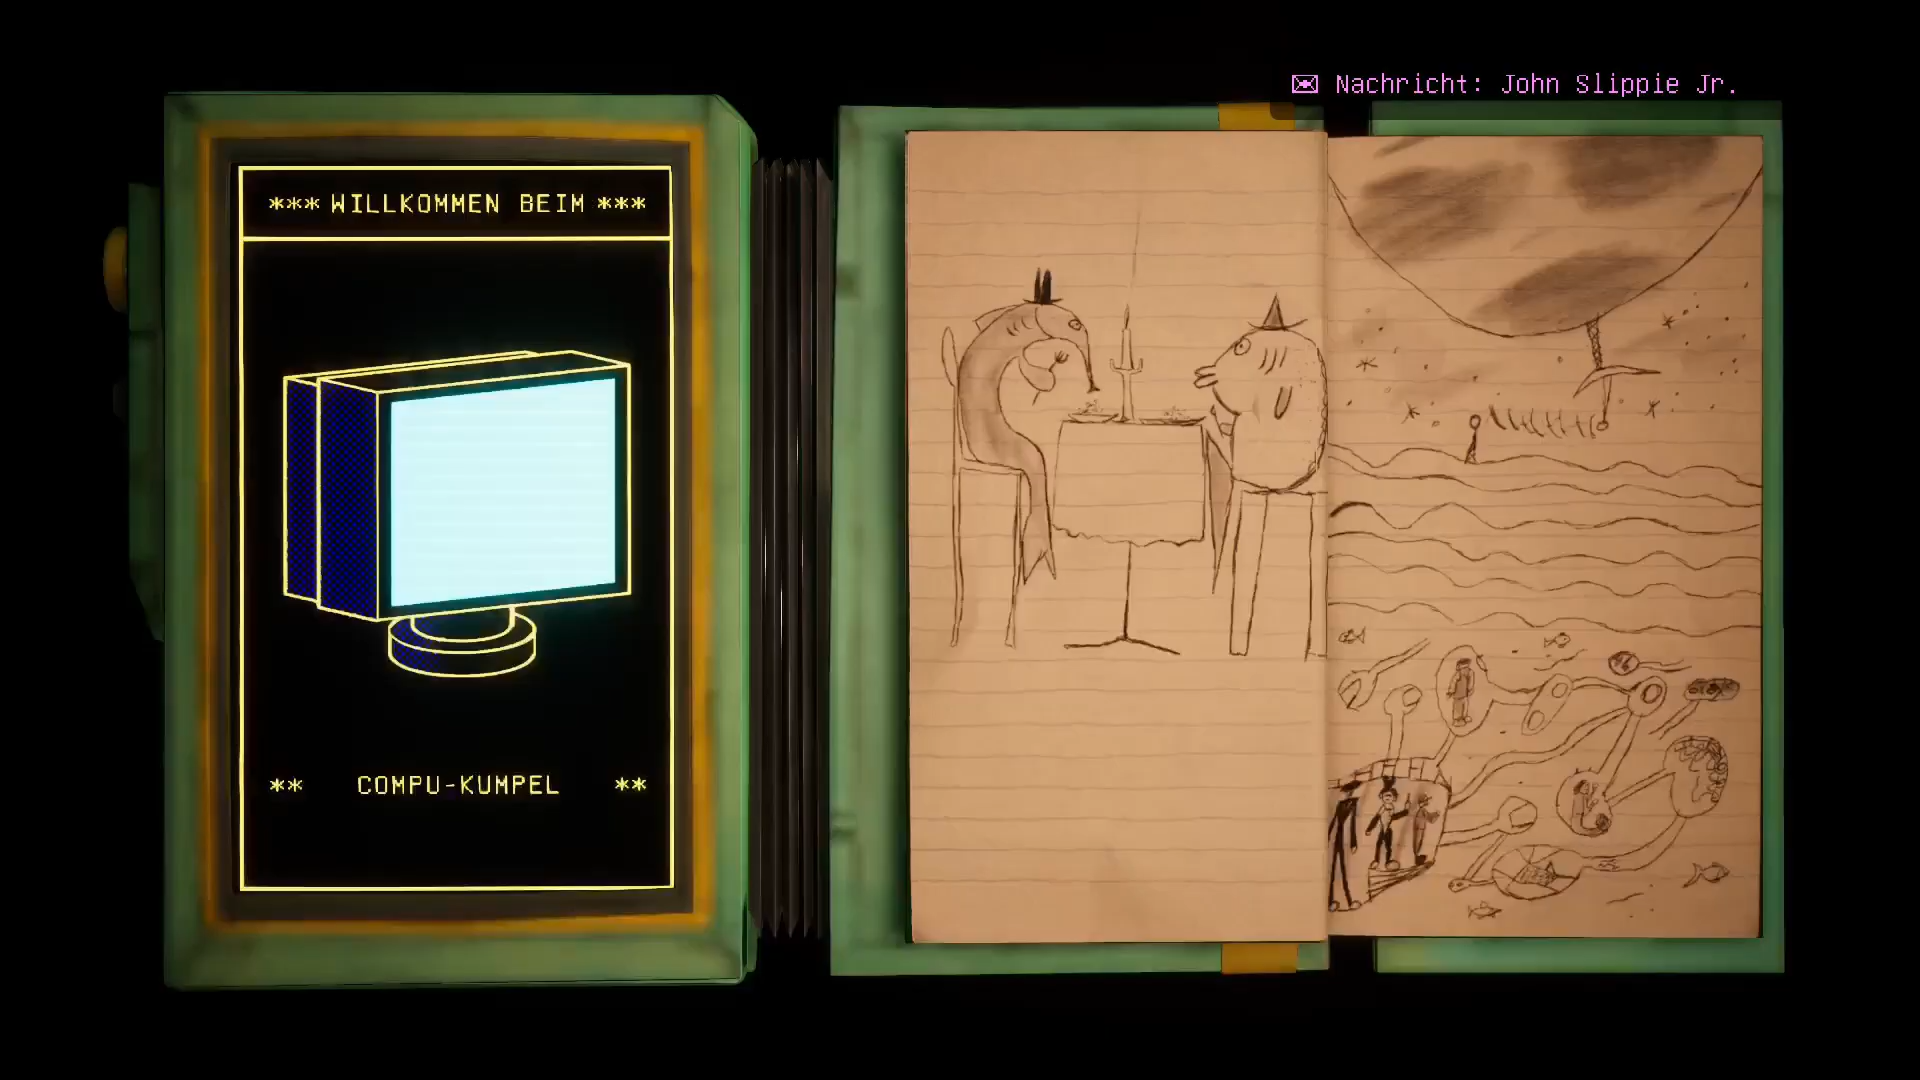 *** WILLKOMMEN BEIM ***
** COMPU-KUMPEL **
Nachricht: John Slippie Jr.